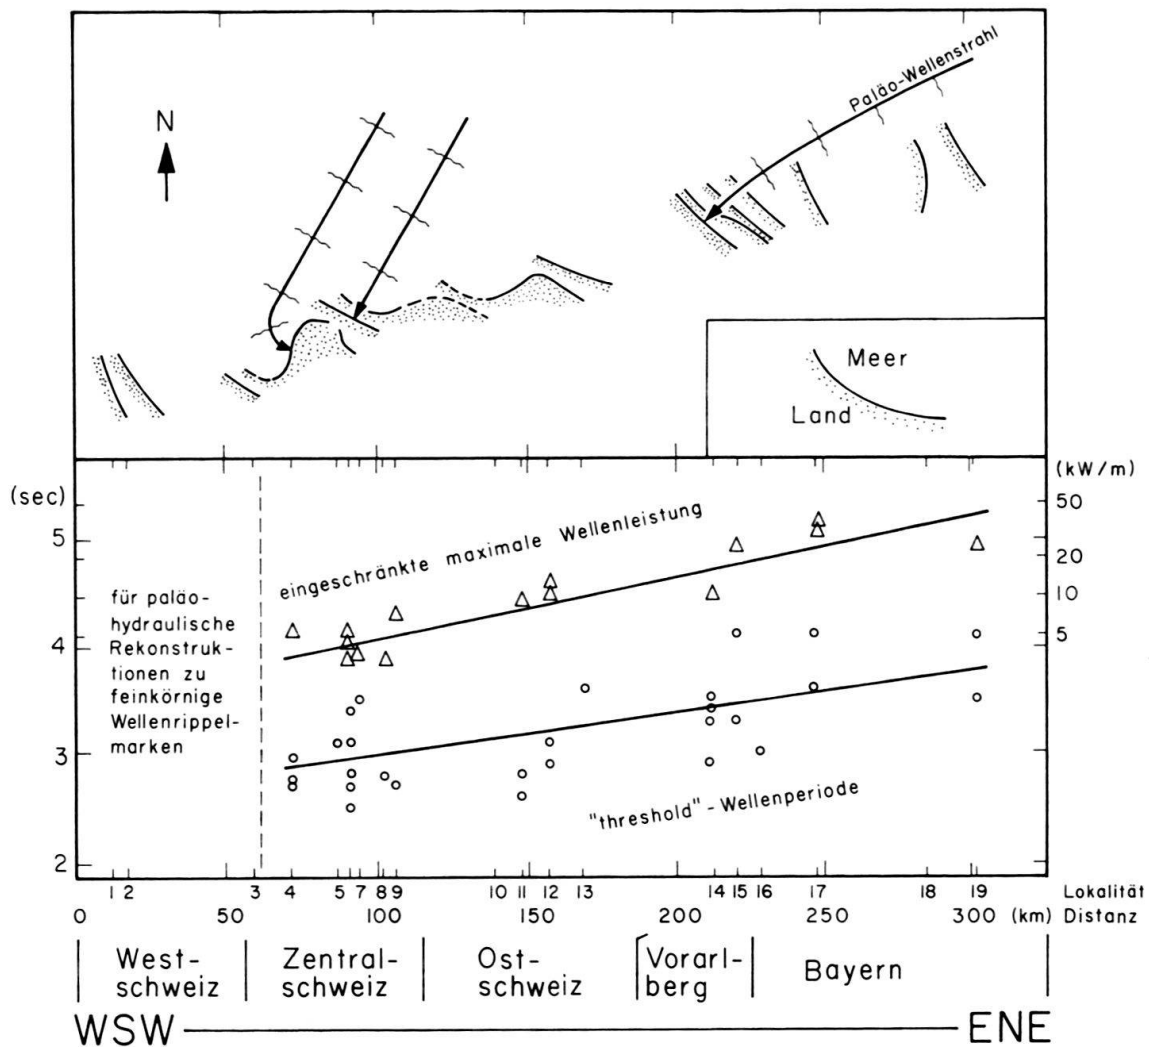 N
Paläo-Wellenstrahl
Meer
Land
(sec)
5
4
3
2
(kW/m)
50
20
10
5
eingeschränkte maximale Wellenleistung
für paläo-
hydraulische
Rekonstruk-
tionen zu
feinkörnige
Wellenrippel-
marken
"threshold"-Wellenperiode
1 2 3 4 5 7 8 9 10 11 12 13 14 15 16 17 18 19 Lokalität
0 50 100 150 200 250 (km) 300 Distanz
West-
schweiz
Zentral-
schweiz
Ost-
schweiz
Vorarl-
berg
Bayern
WSW ENE